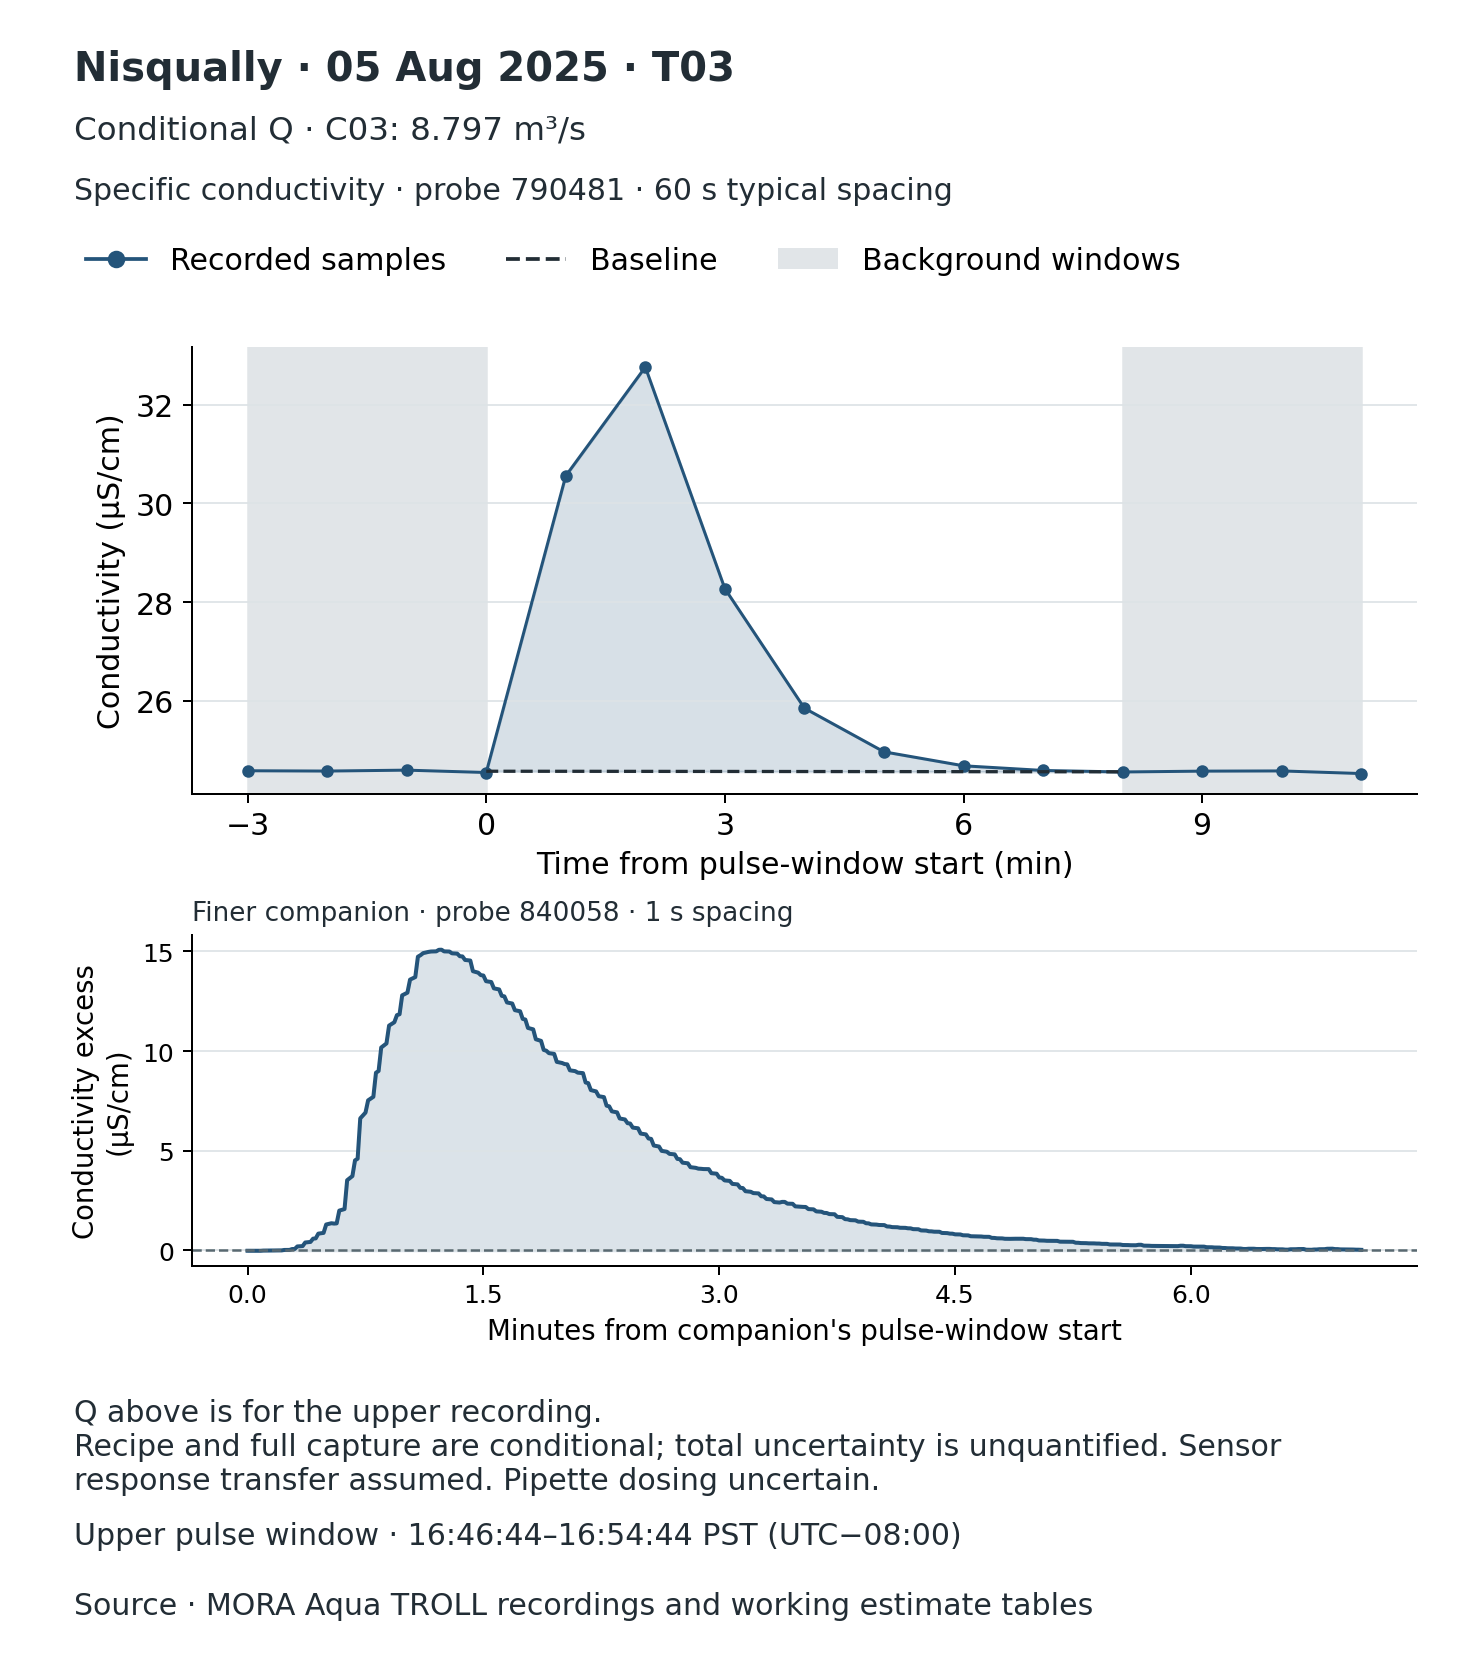 Nisqually · 05 Aug 2025 · T03
Conditional Q · C03: 8.797 m³/s
Specific conductivity · probe 790481 · 60 s typical spacing
Recorded samples
Baseline
Background windows
Conductivity (µS/cm)
32
30
28
26
−3
0
3
6
9
Time from pulse-window start (min)
Finer companion · probe 840058 · 1 s spacing
Conductivity excess
(µS/cm)
15
10
5
0
0.0
1.5
3.0
4.5
6.0
Minutes from companion's pulse-window start
Q above is for the upper recording.
Recipe and full capture are conditional; total uncertainty is unquantified. Sensor
response transfer assumed. Pipette dosing uncertain.
Upper pulse window · 16:46:44–16:54:44 PST (UTC−08:00)
Source · MORA Aqua TROLL recordings and working estimate tables